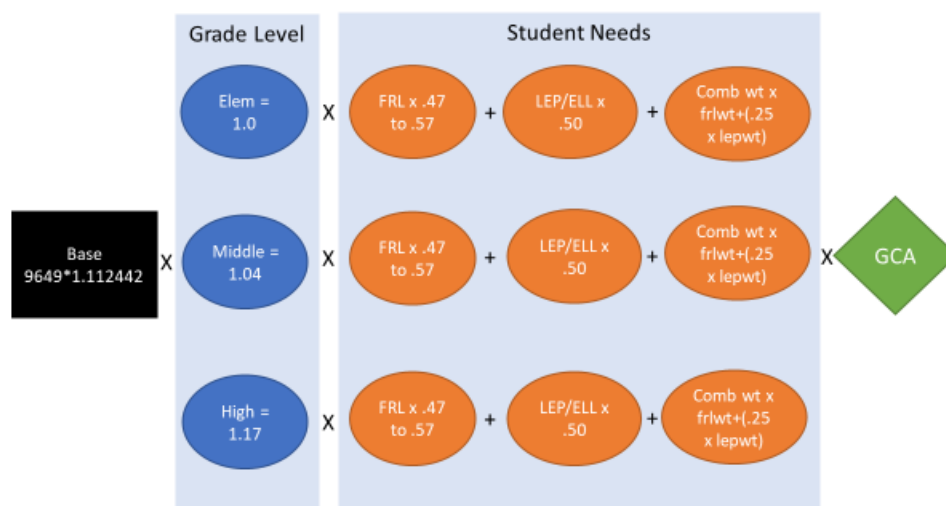 Grade Level
Student Needs
Elem =
1.0
X
FRL x .47
to .57
+
LEP/ELL x
.50
+
Comb wt x
frlwt+(.25
x lepwt)
Base
9649*1.112442
X
Middle =
1.04
X
FRL x .47
to .57
+
LEP/ELL x
.50
+
Comb wt x
frlwt+(.25
x lepwt)
X
GCA
High =
1.17
X
FRL x .47
to .57
+
LEP/ELL x
.50
+
Comb wt x
frlwt+(.25
x lepwt)